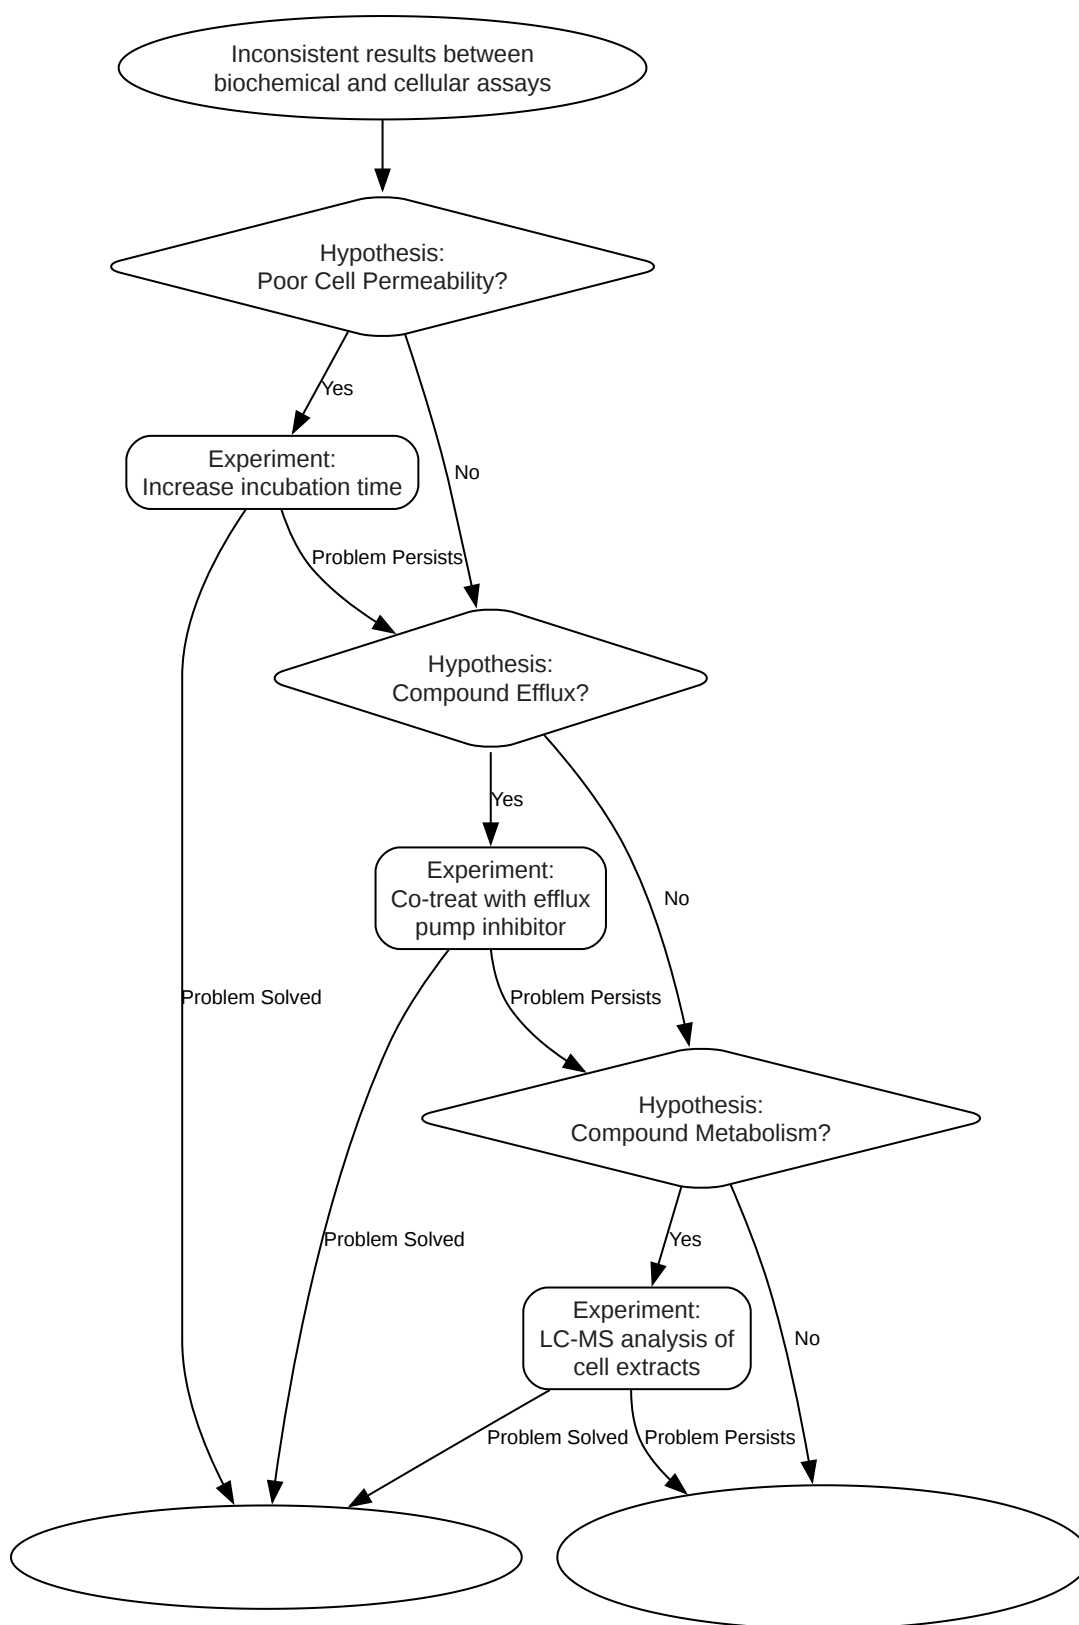 Inconsistent results between
biochemical and cellular assays
Hypothesis:
Poor Cell Permeability?
Yes
Experiment:
Increase incubation time
No
Problem Persists
Hypothesis:
Compound Efflux?
Yes
Experiment:
Co-treat with efflux
pump inhibitor
No
Problem Solved
Problem Persists
Hypothesis:
Compound Metabolism?
Problem Solved
Yes
Experiment:
LC-MS analysis of
cell extracts
No
Problem Solved
Problem Persists